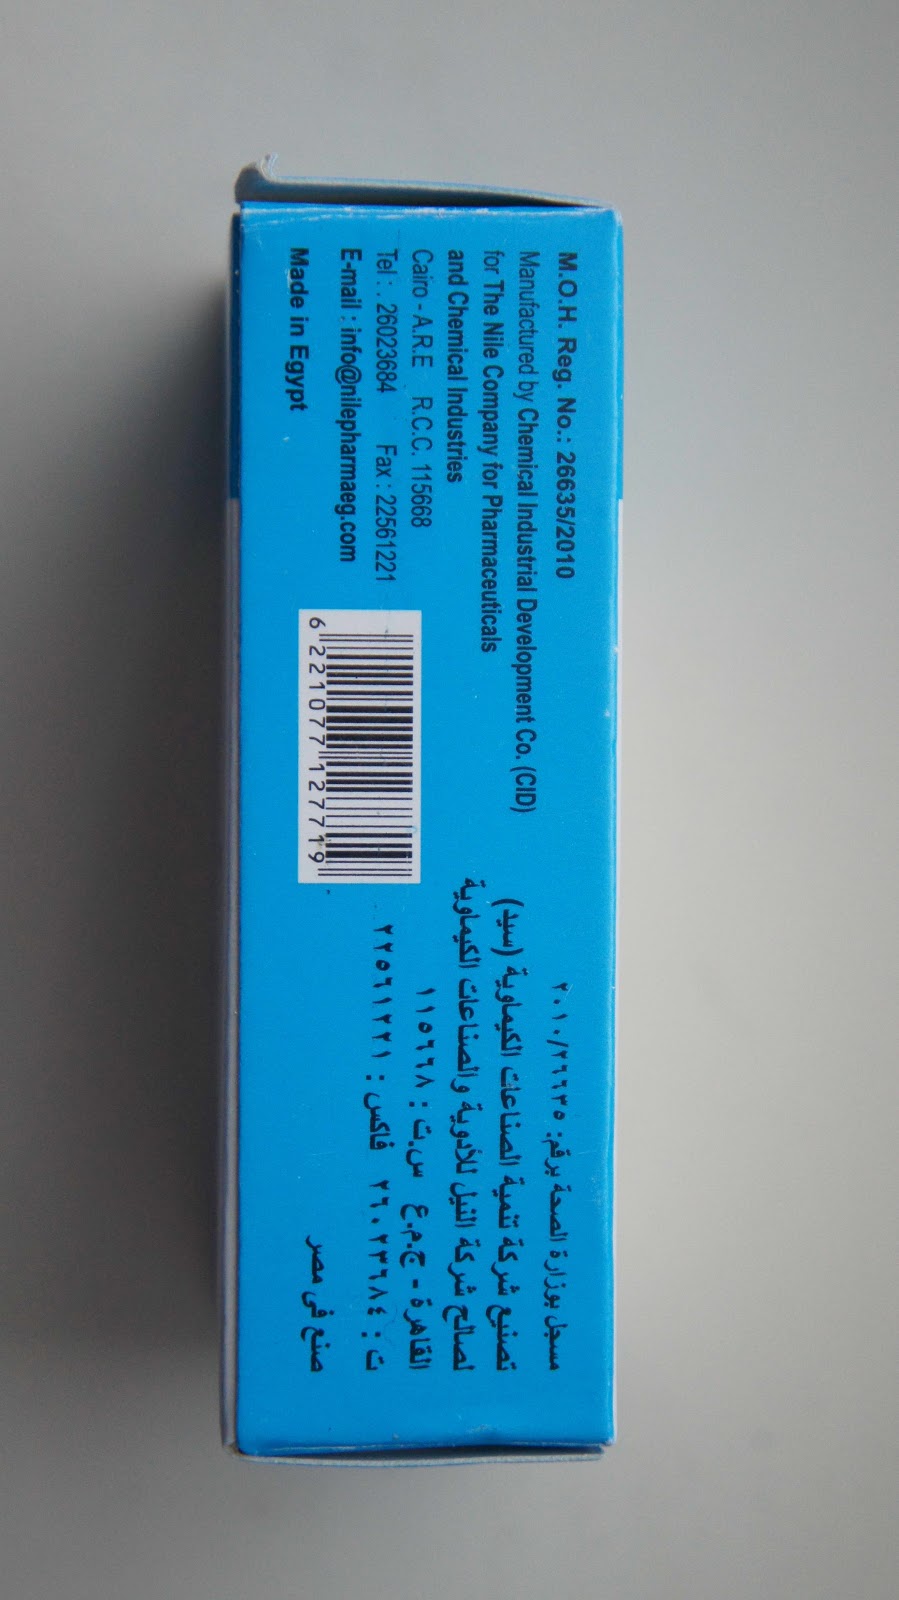 M.O.H. Reg. No.: 26635/2010
Manufactured by Chemical Industrial Development Co. (CID)
for The Nile Company for Pharmaceuticals
and Chemical Industries
Cairo - A.R.E   R.C.C. 115668
Tel :. 26023684   Fax : 22561221
E-mail : info@nilepharmaeg.com
Made in Egypt
6 221077 127719
مسجل بوزارة الصحة برقم: ٢٠١٠/٢٦٦٣٥
تصنيع شركة تنمية الصناعات الكيماوية (سيد)
لصالح شركة النيل للأدوية والصناعات الكيماوية
القاهرة - ج.م.ع  س.ت : ١١٥٦٦٨
ت : ٢٦٠٢٣٦٨٤  فاكس : ٢٢٥٦١٢٢١
صنع فى مصر